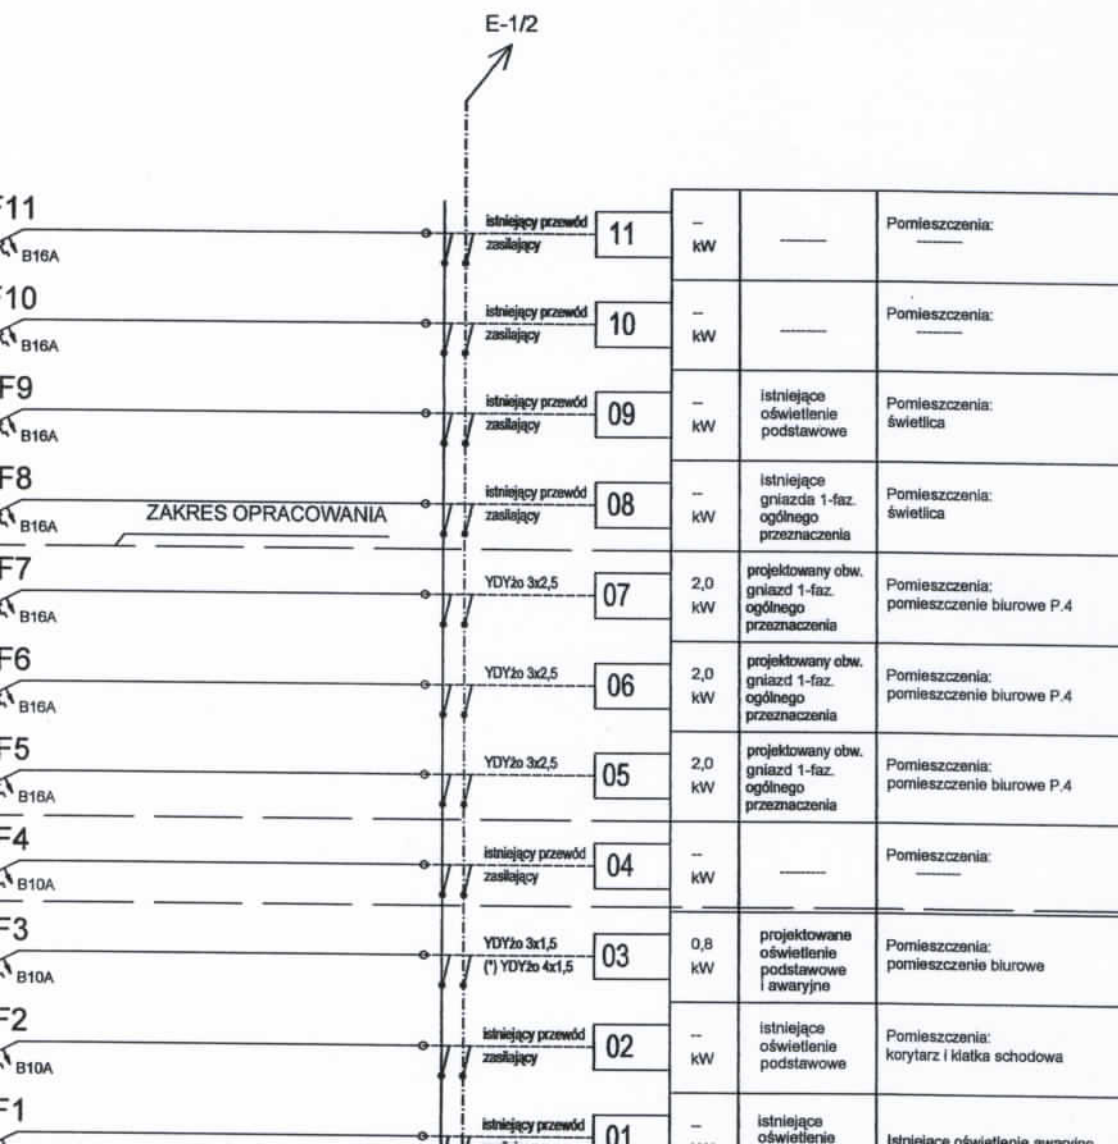 E-1/2
F11
B16A
istniejący przewód
zasilający
11
--
kW
Pomieszczenia:
F10
B16A
istniejący przewód
zasilający
10
--
kW
Pomieszczenia:
F9
B16A
istniejący przewód
zasilający
09
--
kW
istniejące
oświetlenie
podstawowe
Pomieszczenia:
świetlica
F8
B16A
ZAKRES OPRACOWANIA
istniejący przewód
zasilający
08
--
kW
istniejące
gniazda 1-faz.
ogólnego
przeznaczenia
Pomieszczenia:
świetlica
F7
B16A
YDYżo 3x2,5
07
2,0
kW
projektowany obw.
gniazd 1-faz.
ogólnego
przeznaczenia
Pomieszczenia:
pomieszczenie biurowe P.4
F6
B16A
YDYżo 3x2,5
06
2,0
kW
projektowany obw.
gniazd 1-faz.
ogólnego
przeznaczenia
Pomieszczenia:
pomieszczenie biurowe P.4
F5
B16A
YDYżo 3x2,5
05
2,0
kW
projektowany obw.
gniazd 1-faz.
ogólnego
przeznaczenia
Pomieszczenia:
pomieszczenie biurowe P.4
F4
B10A
istniejący przewód
zasilający
04
--
kW
Pomieszczenia:
F3
B10A
YDYżo 3x1,5
(*) YDYżo 4x1,5
03
0,8
kW
projektowane
oświetlenie
podstawowe
i awaryjne
Pomieszczenia:
pomieszczenie biurowe
F2
B10A
istniejący przewód
zasilający
02
--
kW
istniejące
oświetlenie
podstawowe
Pomieszczenia:
korytarz i klatka schodowa
F1
istniejący przewód
01
--
istniejące
oświetlenie
Istniejące oświetlenie